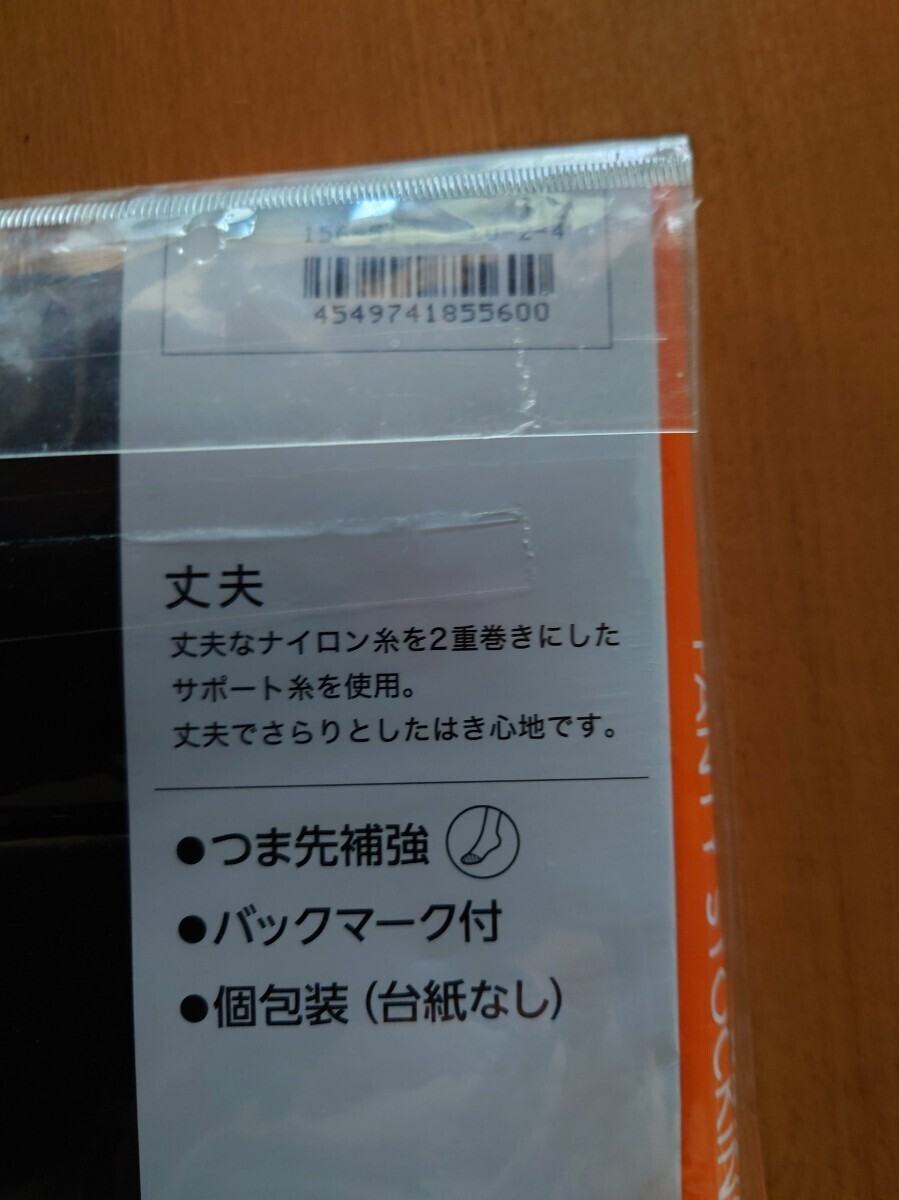 4549741855600
丈夫
丈夫なナイロン糸を2重巻きにした
サポート糸を使用。
丈夫でさらりとしたはき心地です。
●つま先補強
●バックマーク付
●個包装(台紙なし)
PANTY STOCKIN